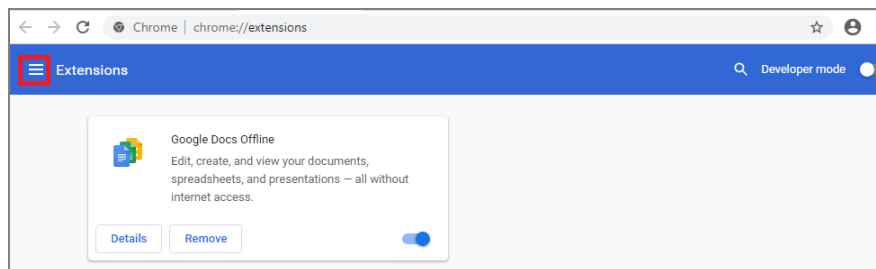 Chrome | chrome://extensions
Extensions
Developer mode
Google Docs Offline
Edit, create, and view your documents,
spreadsheets, and presentations — all without
internet access.
Details
Remove